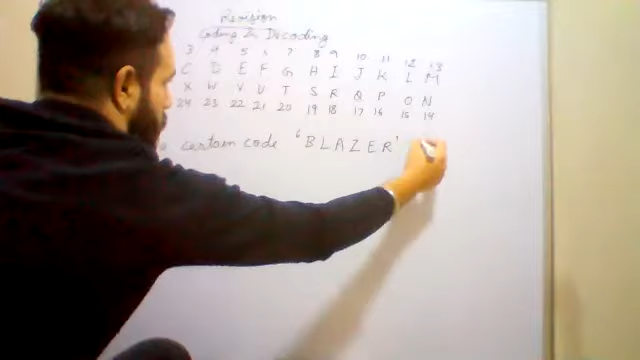 Revision
Coding & Decoding
3 4 5 6 7 8 9 10 11 12 13
C D E F G H I J K L M
X W V U T S R Q P O N
24 23 22 21 20 19 18 17 16 15 14
certain code 'BLAZER'